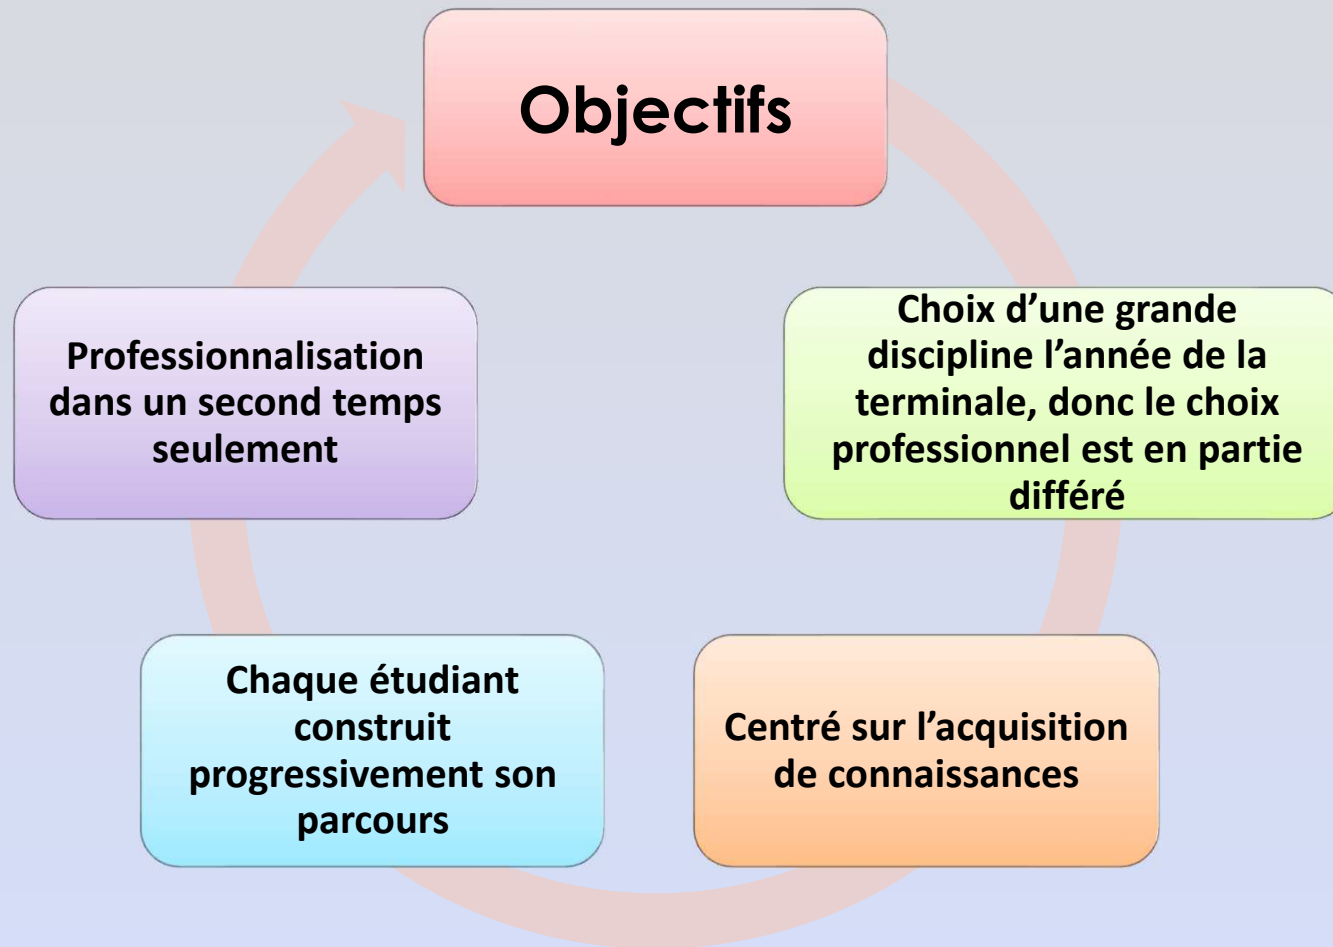 Objectifs
Choix d’une grande
discipline l’année de la
terminale, donc le choix
professionnel est en partie
différé
Centré sur l’acquisition
de connaissances
Chaque étudiant
construit
progressivement son
parcours
Professionnalisation
dans un second temps
seulement